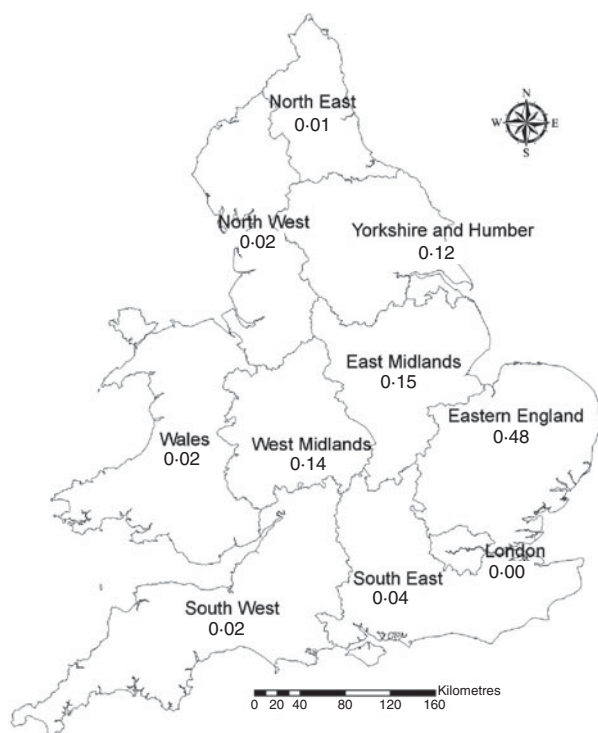 North East
0·01
N
W E
S
North West
0·02
Yorkshire and Humber
0·12
East Midlands
0·15
Eastern England
0·48
Wales
0·02
West Midlands
0·14
London
0·00
South East
0·04
South West
0·02
Kilometres
0 20 40 80 120 160